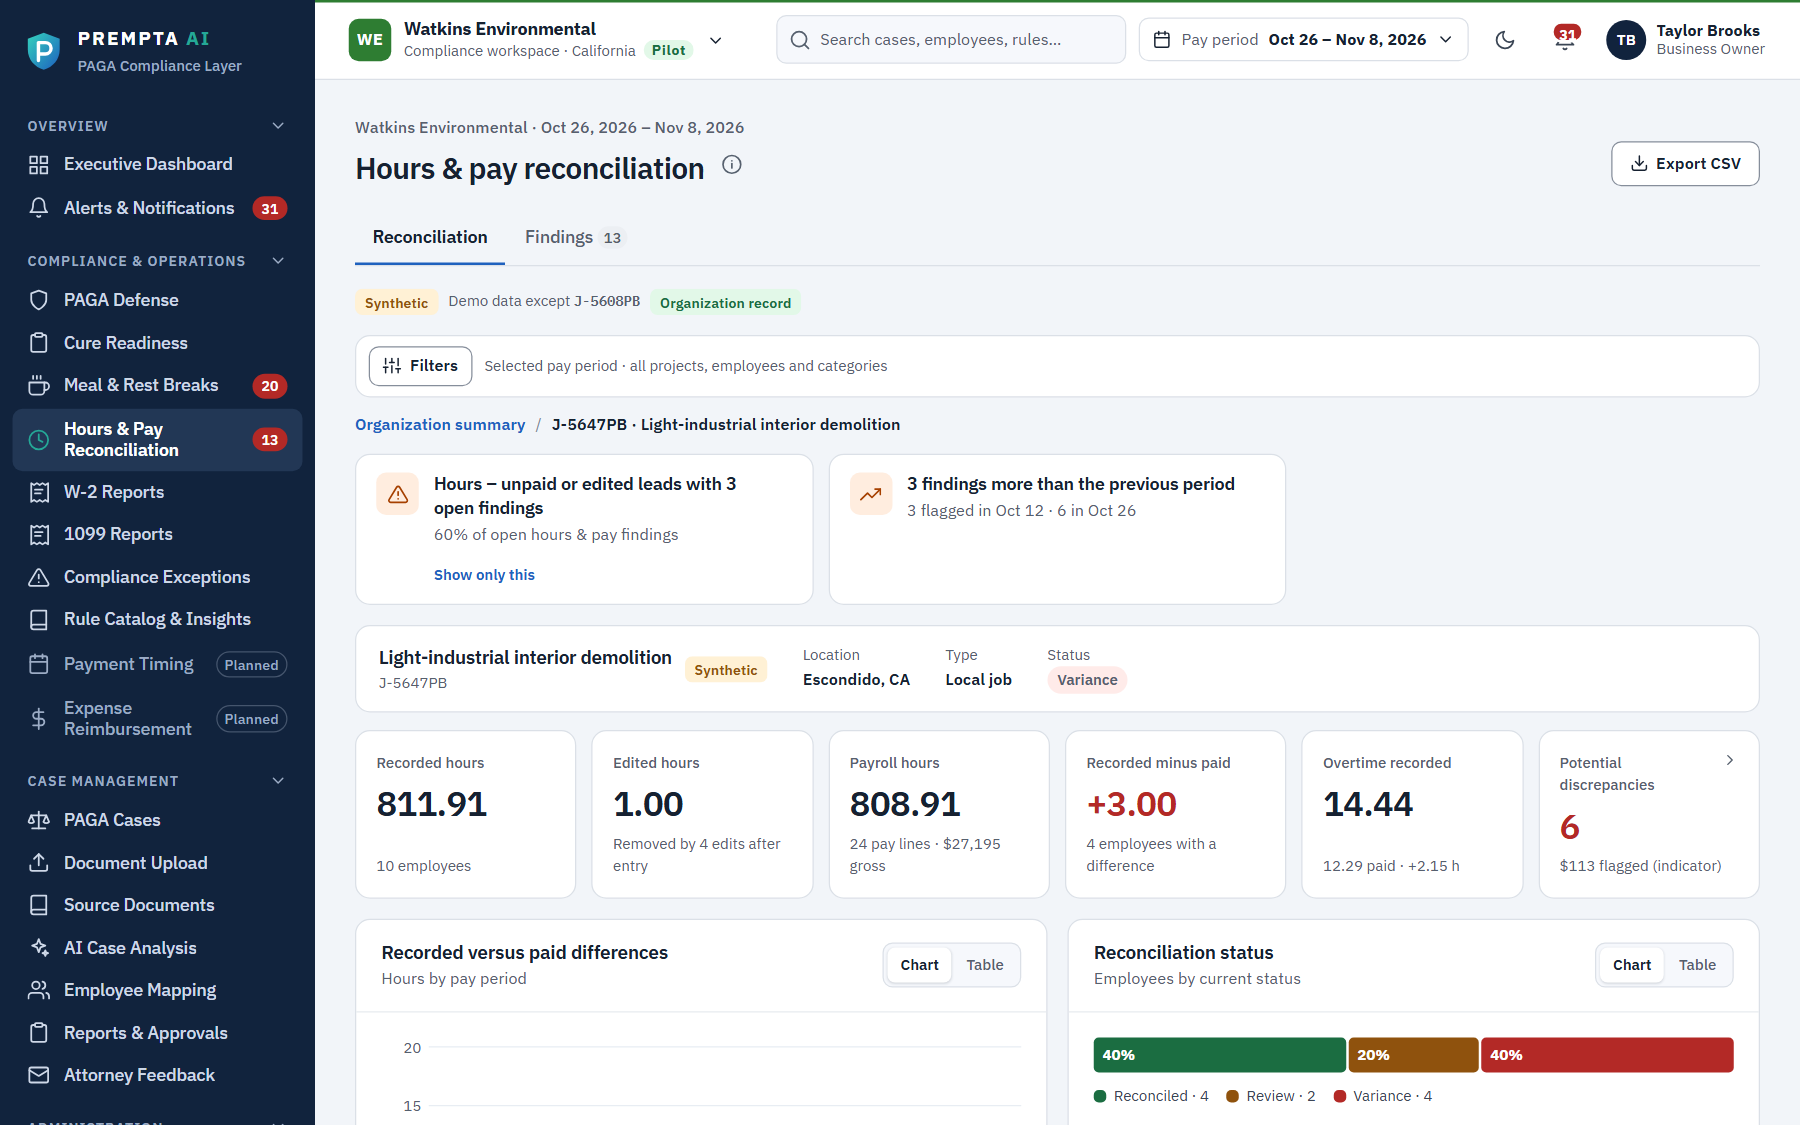 PREMPTA AI
PAGA Compliance Layer
OVERVIEW
Executive Dashboard
Alerts & Notifications 31
COMPLIANCE & OPERATIONS
PAGA Defense
Cure Readiness
Meal & Rest Breaks 20
Hours & Pay
Reconciliation 13
W-2 Reports
1099 Reports
Compliance Exceptions
Rule Catalog & Insights
Payment Timing Planned
Expense
Reimbursement Planned
CASE MANAGEMENT
PAGA Cases
Document Upload
Source Documents
AI Case Analysis
Employee Mapping
Reports & Approvals
Attorney Feedback
ADMINISTRATION
WE Watkins Environmental
Compliance workspace · California Pilot
Search cases, employees, rules...
Pay period Oct 26 – Nov 8, 2026
31
TB Taylor Brooks
Business Owner
Watkins Environmental · Oct 26, 2026 – Nov 8, 2026
Hours & pay reconciliation
Export CSV
Reconciliation Findings 13
Synthetic Demo data except J-5608PB Organization record
Filters Selected pay period · all projects, employees and categories
Organization summary / J-5647PB · Light-industrial interior demolition
Hours – unpaid or edited leads with 3
open findings
60% of open hours & pay findings
Show only this
3 findings more than the previous period
3 flagged in Oct 12 · 6 in Oct 26
Light-industrial interior demolition
J-5647PB
Synthetic
Location
Escondido, CA
Type
Local job
Status
Variance
Recorded hours
811.91
10 employees
Edited hours
1.00
Removed by 4 edits after
entry
Payroll hours
808.91
24 pay lines · $27,195
gross
Recorded minus paid
+3.00
4 employees with a
difference
Overtime recorded
14.44
12.29 paid · +2.15 h
Potential
discrepancies
6
$113 flagged (indicator)
Recorded versus paid differences
Hours by pay period
Chart Table
20
15
Reconciliation status
Employees by current status
Chart Table
40% 20% 40%
Reconciled · 4 Review · 2 Variance · 4